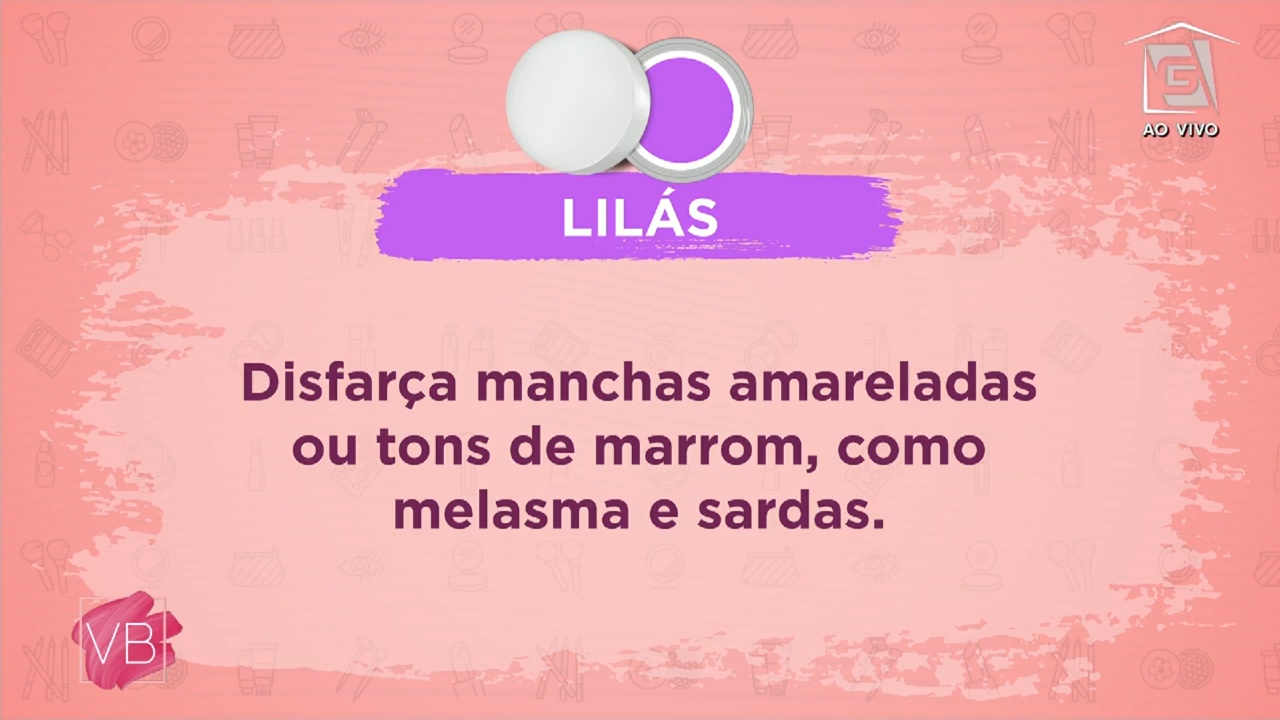 AO VIVO
LILÁS
Disfarça manchas amareladas
ou tons de marrom, como
melasma e sardas.
VB